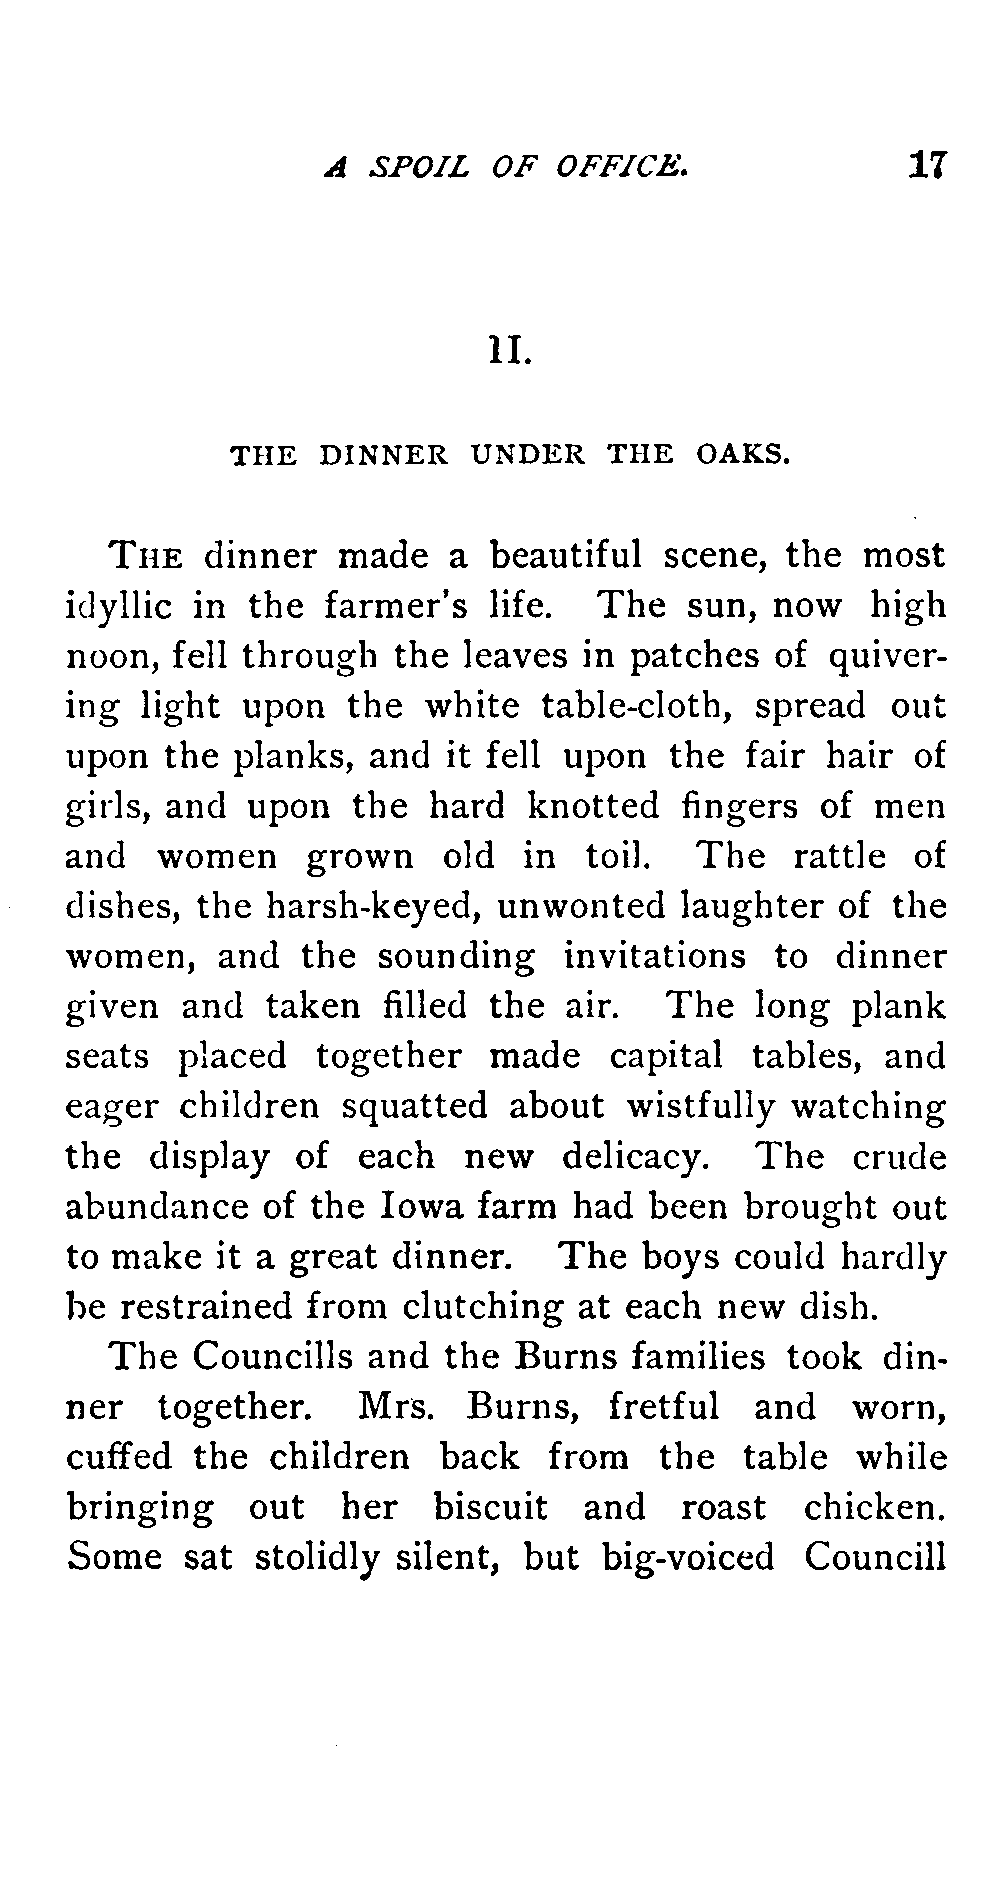 A SPOIL OF OFFICE. 17
II.
THE DINNER UNDER THE OAKS.
THE dinner made a beautiful scene, the most
idyllic in the farmer's life. The sun, now high
noon, fell through the leaves in patches of quiver-
ing light upon the white table-cloth, spread out
upon the planks, and it fell upon the fair hair of
girls, and upon the hard knotted fingers of men
and women grown old in toil. The rattle of
dishes, the harsh-keyed, unwonted laughter of the
women, and the sounding invitations to dinner
given and taken filled the air. The long plank
seats placed together made capital tables, and
eager children squatted about wistfully watching
the display of each new delicacy. The crude
abundance of the Iowa farm had been brought out
to make it a great dinner. The boys could hardly
be restrained from clutching at each new dish.
The Councills and the Burns families took din-
ner together. Mrs. Burns, fretful and worn,
cuffed the children back from the table while
bringing out her biscuit and roast chicken.
Some sat stolidly silent, but big-voiced Councill